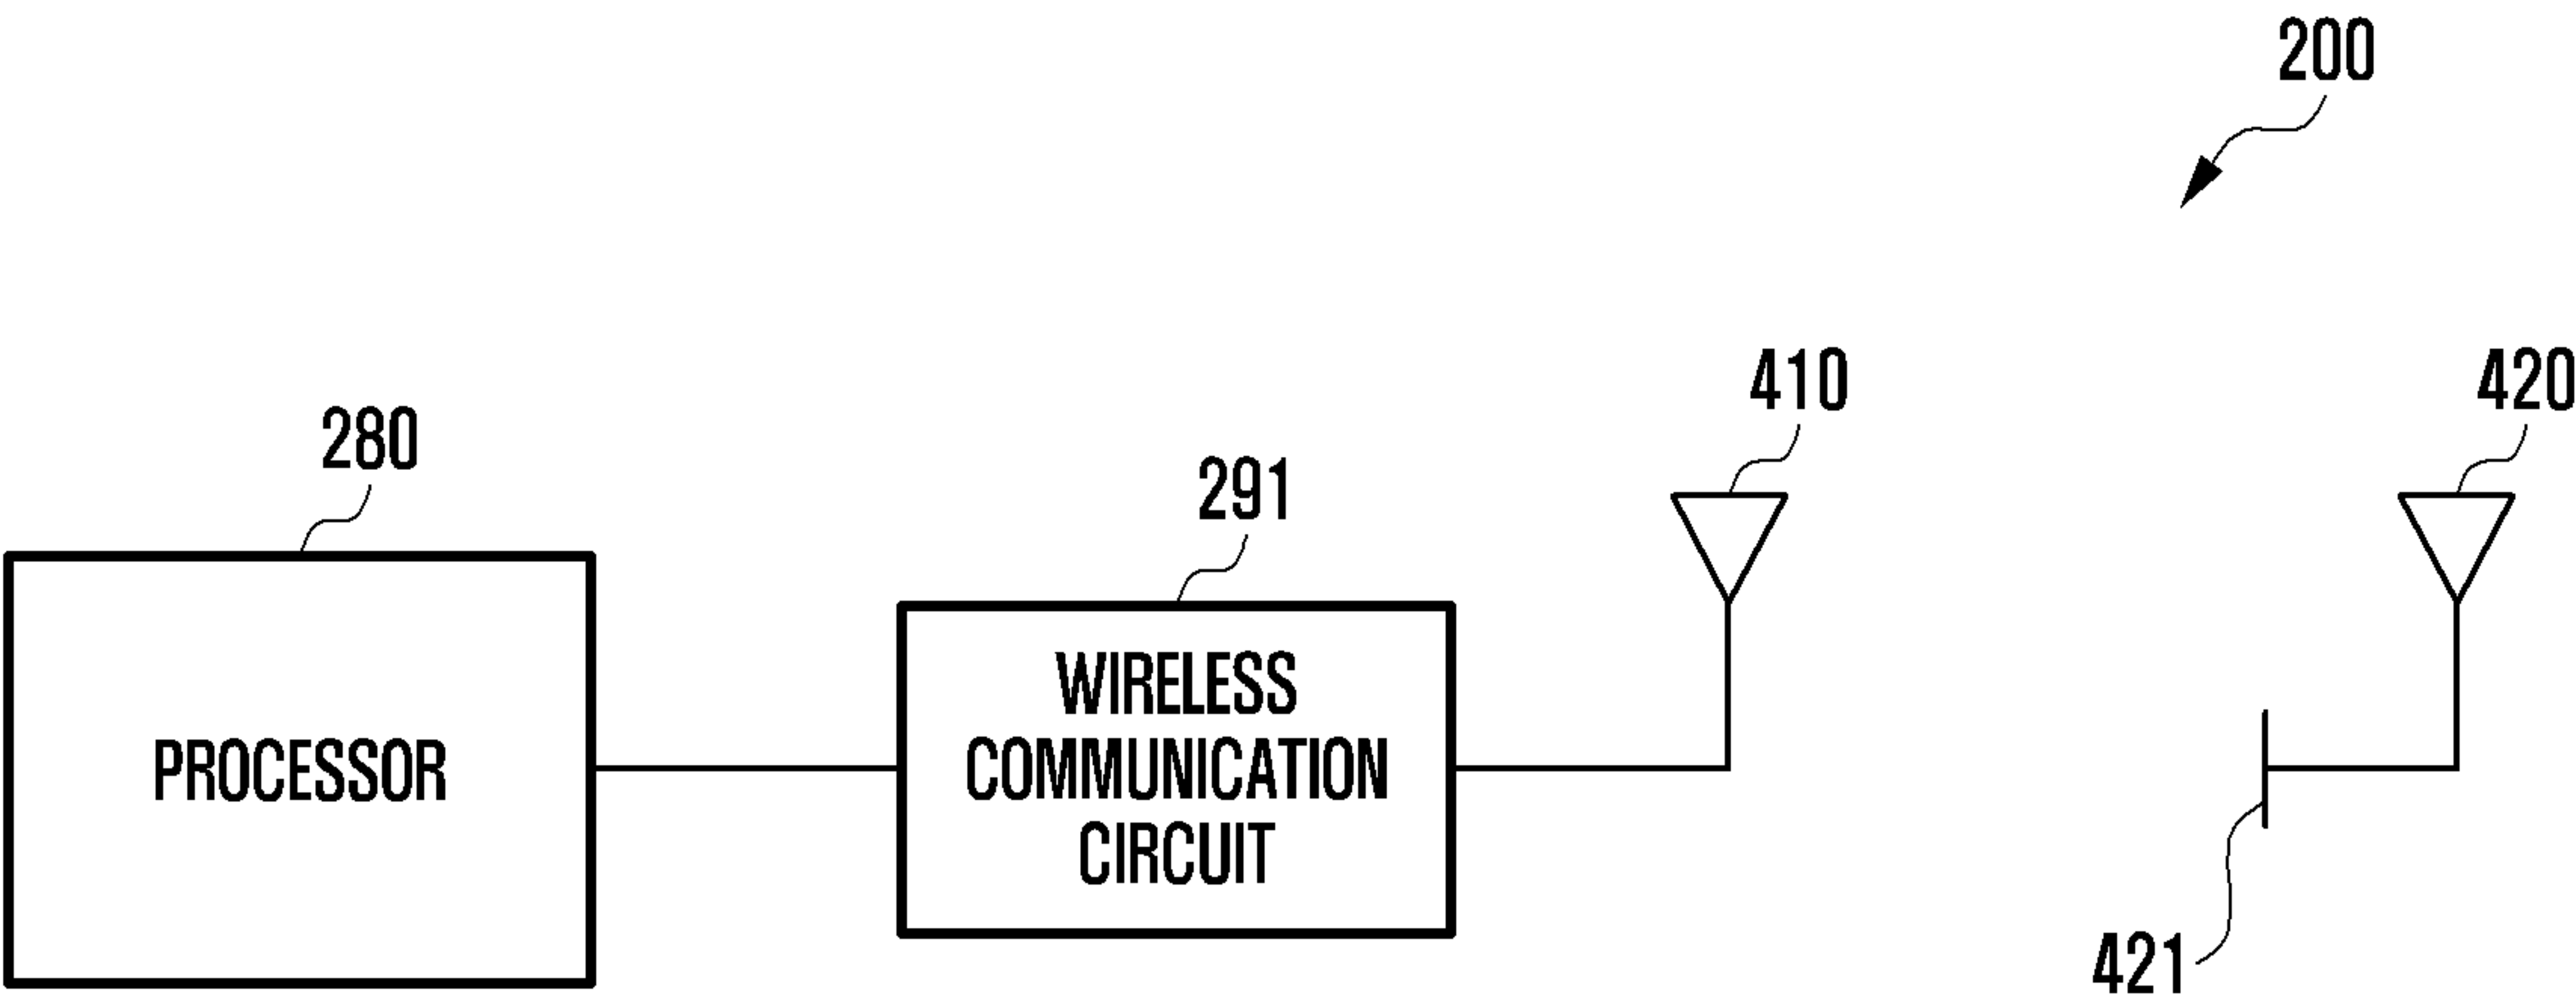 200
410
420
280
291
WIRELESS
COMMUNICATION
CIRCUIT
PROCESSOR
421